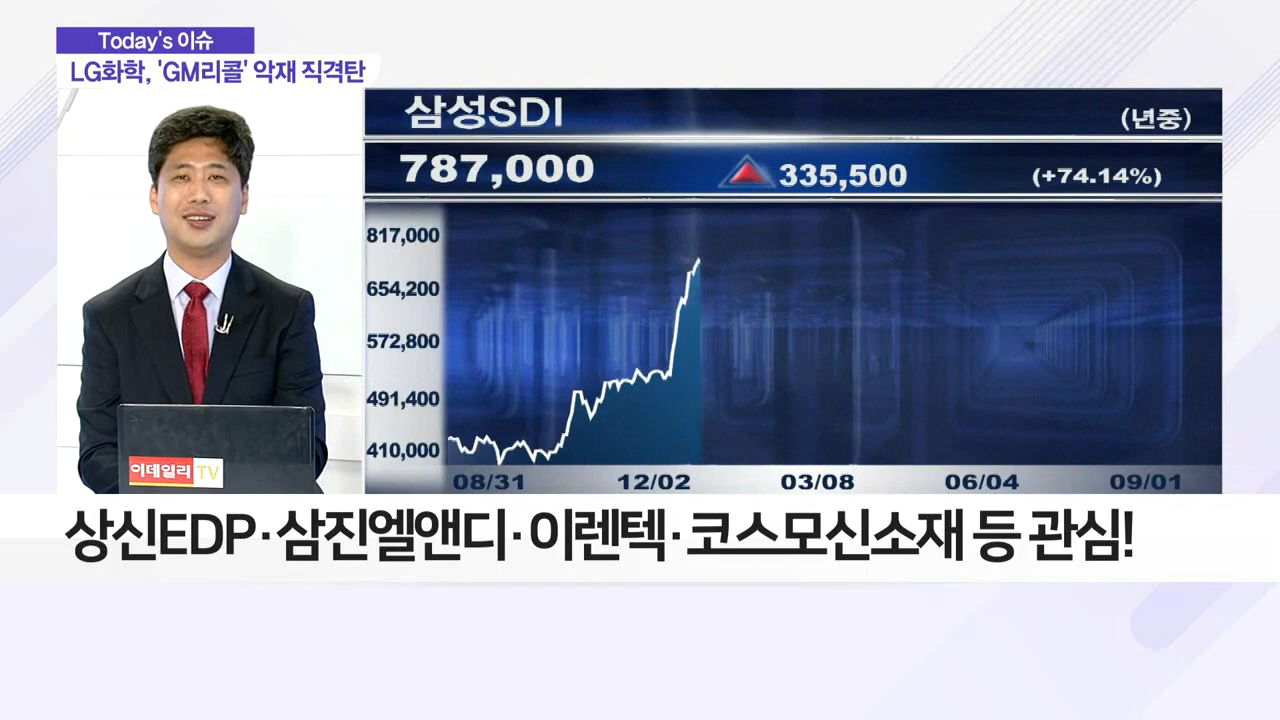 Today's 이슈
LG화학, 'GM리콜' 악재 직격탄
삼성SDI
(년중)
787,000
335,500
(+74.14%)
817,000
654,200
572,800
491,400
410,000
08/31
12/02
03/08
06/04
09/01
이데일리TV
상신EDP·삼진엘앤디·이렌텍·코스모신소재 등 관심!